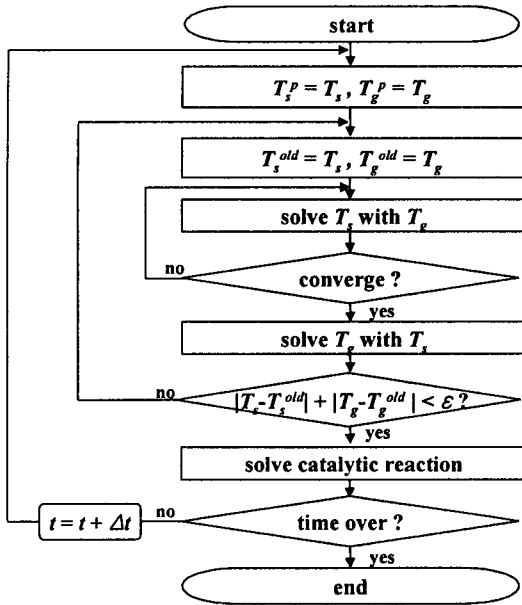 start
T_s^p = T_s , T_g^p = T_g
T_s^old = T_s , T_g^old = T_g
solve T_s with T_g
no
converge ?
yes
solve T_g with T_s
no
|T_s-T_s^old| + |T_g-T_g^old| < ε ?
yes
solve catalytic reaction
t = t + Δt
no
time over ?
yes
end